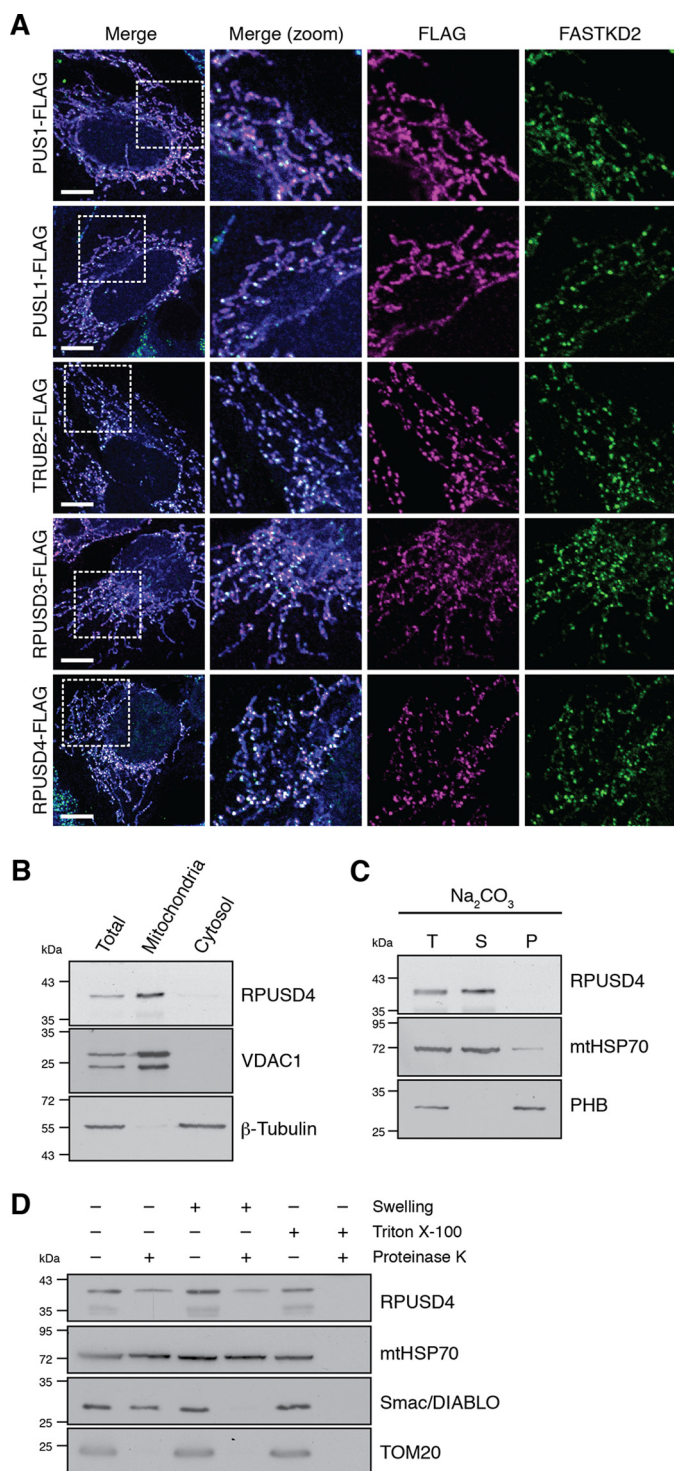 A
Merge Merge (zoom) FLAG FASTKD2
PUS1-FLAG
PUSL1-FLAG
TRUB2-FLAG
RPUSD3-FLAG
RPUSD4-FLAG
B
Total Mitochondria Cytosol
kDa
43
35
RPUSD4
35
25
VDAC1
72
55
43
β-Tubulin
C
Na₂CO₃
kDa T S P
43
35
RPUSD4
95
72
mtHSP70
35
25
PHB
D
− − + + − − Swelling
− − − − + + Triton X-100
kDa − + − + − + Proteinase K
43
35
RPUSD4
95
72
mtHSP70
35
25
Smac/DIABLO
25
TOM20